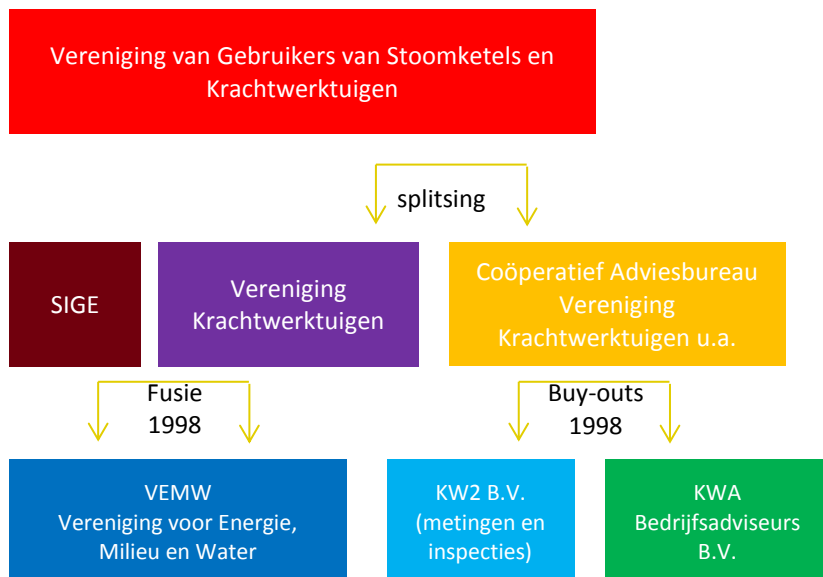 Vereniging van Gebruikers van Stoomketels en
Krachtwerktuigen
splitsing
SIGE
Vereniging
Krachtwerktuigen
Coöperatief Adviesbureau
Vereniging
Krachtwerktuigen u.a.
Fusie
1998
Buy-outs
1998
VEMW
Vereniging voor Energie,
Milieu en Water
KW2 B.V.
(metingen en
inspecties)
KWA
Bedrijfsadviseurs
B.V.